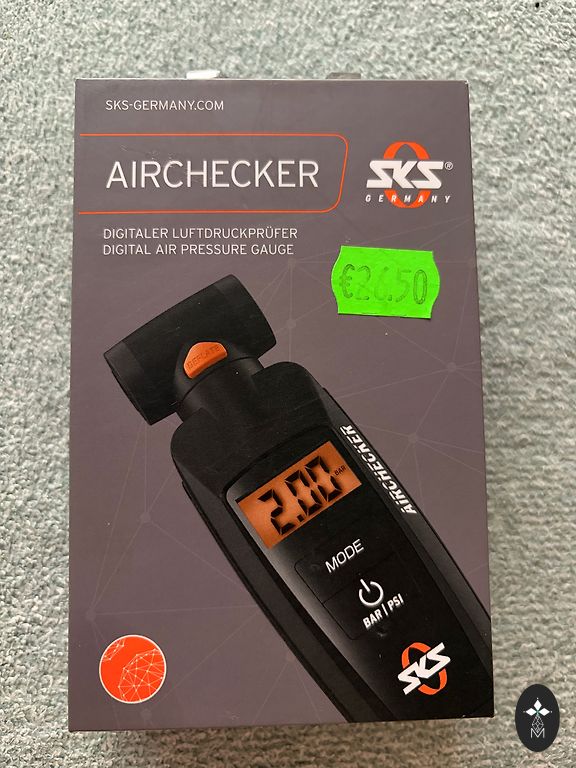 SKS-GERMANY.COM
AIRCHECKER
SKS®
GERMANY
DIGITALER LUFTDRUCKPRÜFER
DIGITAL AIR PRESSURE GAUGE
€26.50
DEFLATE
2.00 BAR
AIRCHECKER
MODE
BAR | PSI
SKS
M